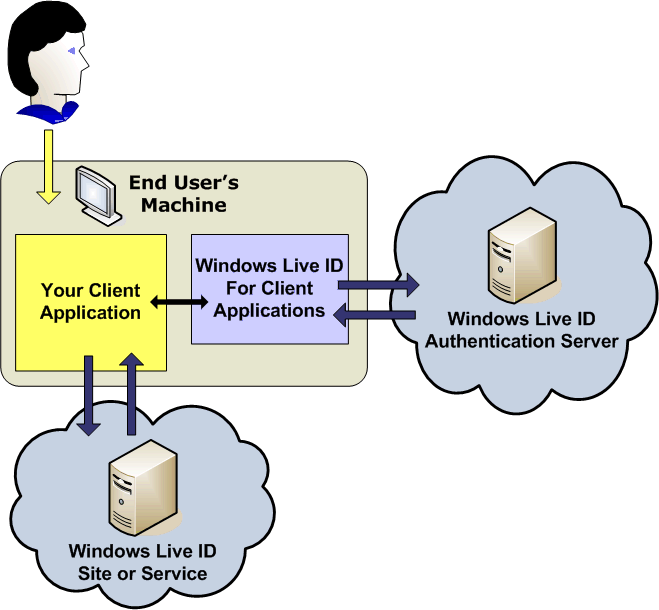 End User's
Machine
Your Client
Application
Windows Live ID
For Client
Applications
Windows Live ID
Authentication Server
Windows Live ID
Site or Service